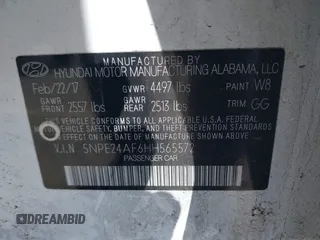 MANUFACTURED BY
HYUNDAI MOTOR MANUFACTURING ALABAMA, LLC
Feb/22/17 GVWR 4497 lbs PAINT W8
GAWR FRONT 2557 lbs GAWR REAR 2513 lbs TRIM GG
THIS VEHICLE CONFORMS TO ALL APPLICABLE FEDERAL MOTOR VEHICLE
SAFETY, BUMPER, AND THEFT PREVENTION STANDARDS
IN EFFECT ON THE DATE OF MANUFACTURE SHOWN ABOVE.
V.I.N 5NPE24AF6HH565572
PASSENGER CAR
DREAMBID
DREAMBID.COM